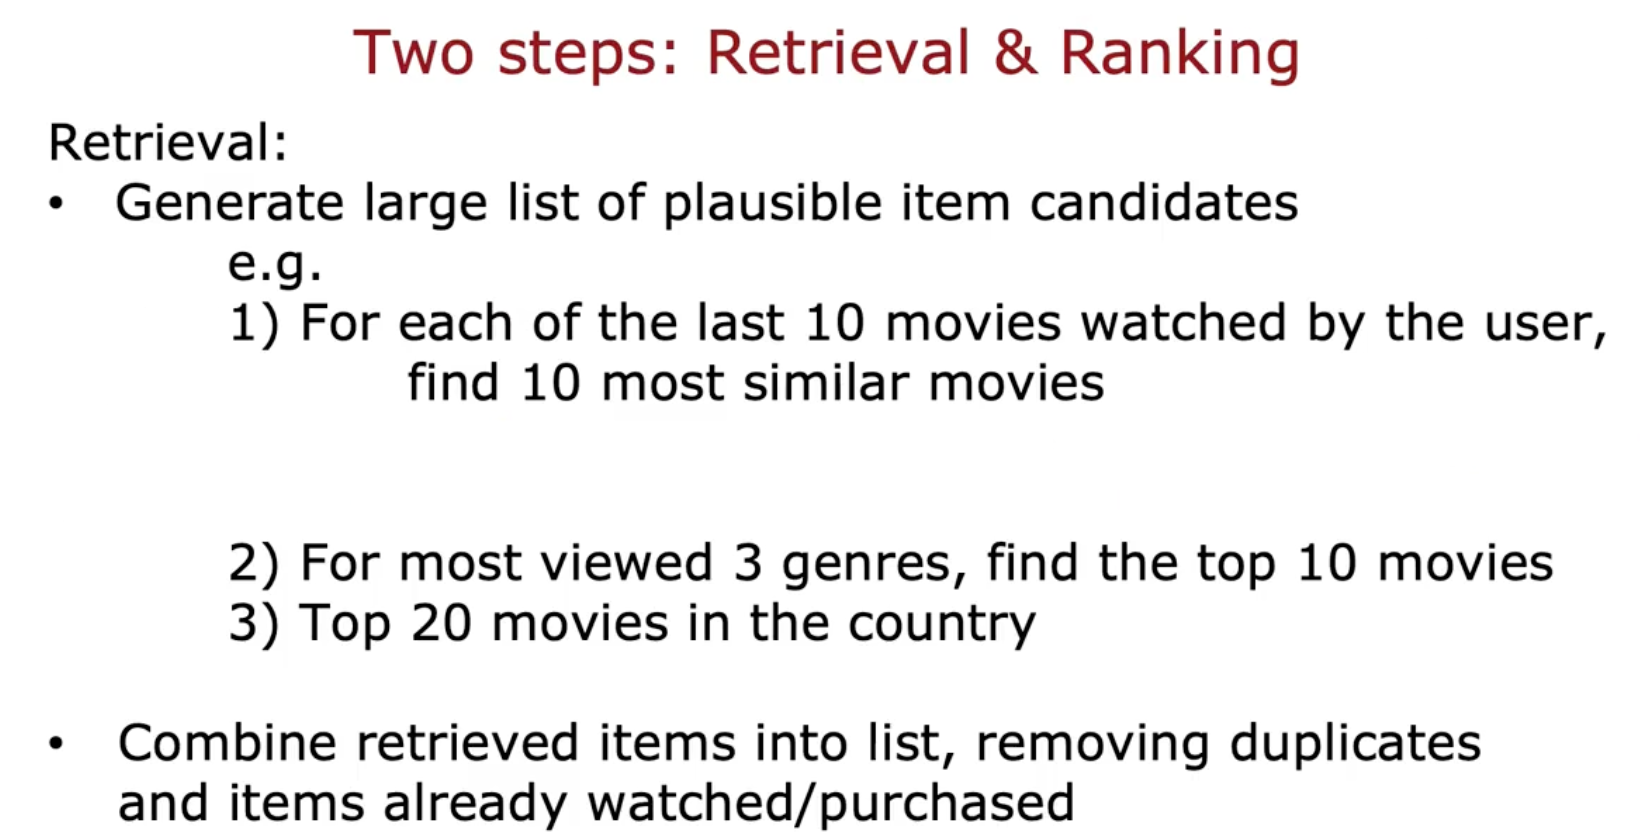 Two steps: Retrieval & Ranking
Retrieval:
• Generate large list of plausible item candidates
e.g.
1) For each of the last 10 movies watched by the user,
find 10 most similar movies
2) For most viewed 3 genres, find the top 10 movies
3) Top 20 movies in the country
• Combine retrieved items into list, removing duplicates
and items already watched/purchased